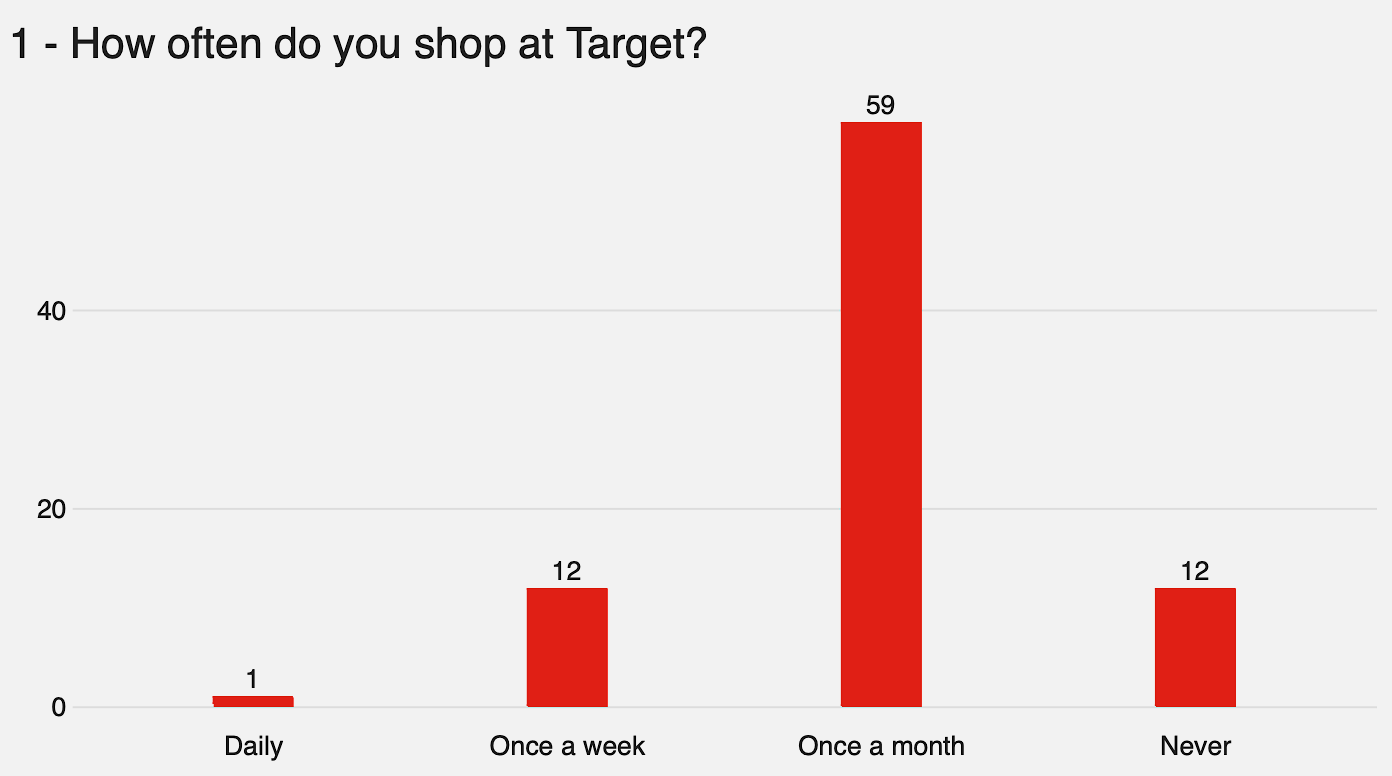 1 - How often do you shop at Target?
59
40
20
12
12
1
0
Daily
Once a week
Once a month
Never